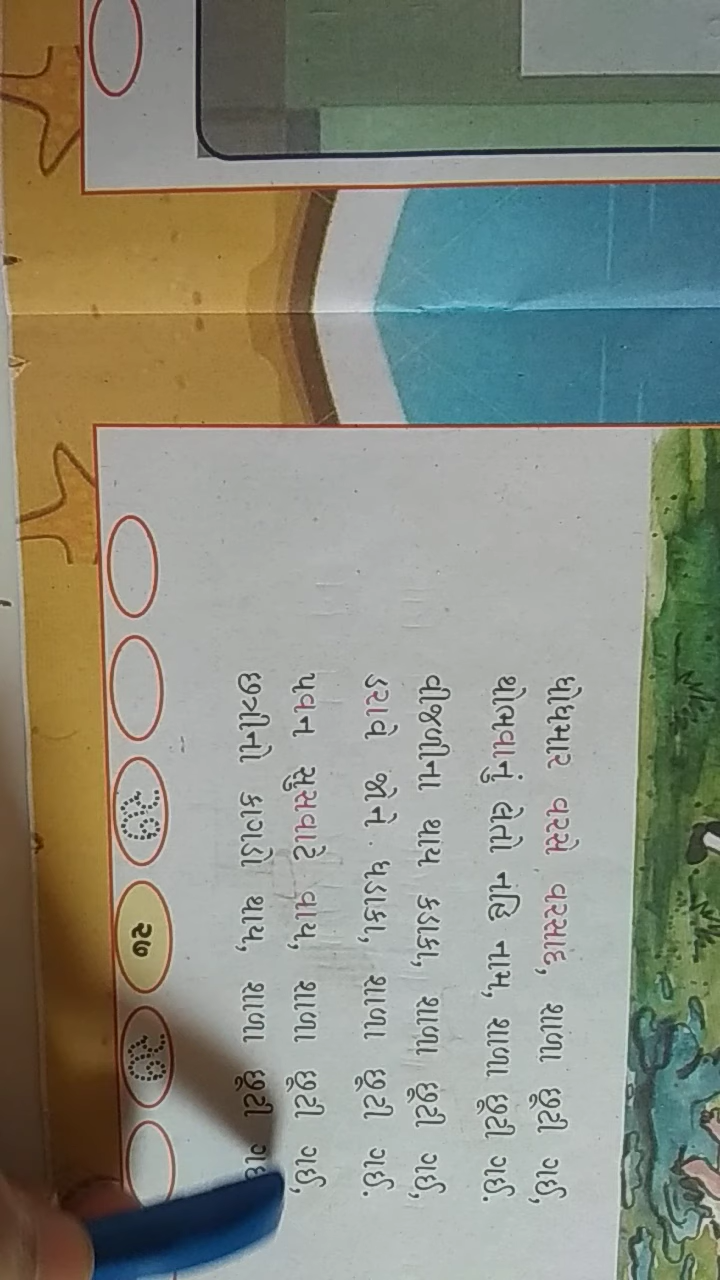 ધોધમાર વરસે વરસાદ, શાળા છૂટી ગઈ,
થોભવાનું લેતો નહિ નામ, શાળા છૂટી ગઈ.
વીજળીના થાય કડાકા, શાળા છૂટી ગઈ,
ડરાવે જોને ધડાકા, શાળા છૂટી ગઈ.
પવન સુસવાટે વાય, શાળા છૂટી ગઈ,
છત્રીનો કાગડો થાય, શાળા છૂટી
૨૭